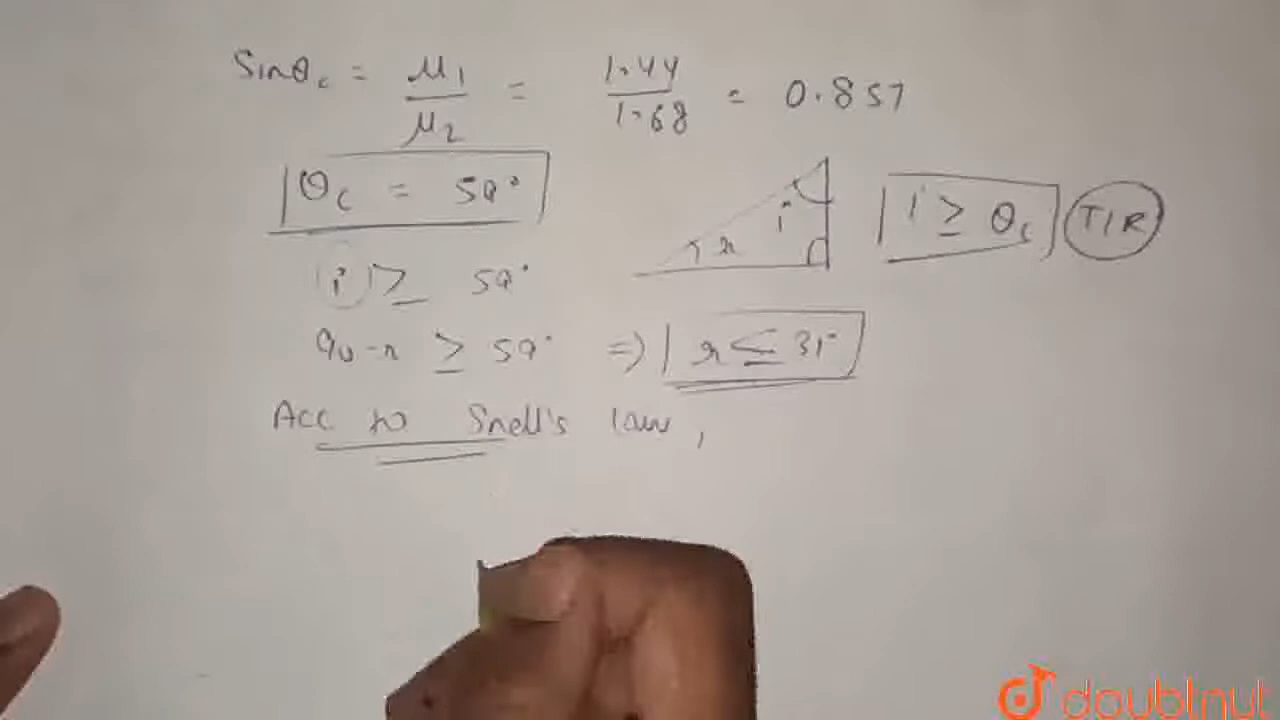 Sinθc = μ1/μ2 = 1.44/1.68 = 0.857
θc = 59°
i ≥ θc TIR
r i
i ≥ 59°
90-r ≥ 59° ⇒ r ≤ 31°
Acc to Snell's law,
doubtnut